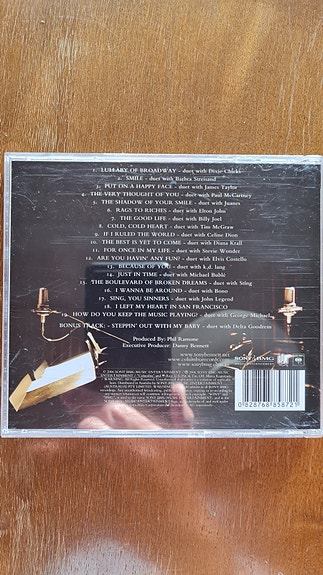 1. LULLABY OF BROADWAY - duet with Dixie Chicks
2. SMILE - duet with Barbra Streisand
3. PUT ON A HAPPY FACE - duet with James Taylor
4. THE VERY THOUGHT OF YOU - duet with Paul McCartney
5. THE SHADOW OF YOUR SMILE - duet with Juanes
6. RAGS TO RICHES - duet with Elton John
7. THE GOOD LIFE - duet with Billy Joel
8. COLD, COLD HEART - duet with Tim McGraw
9. IF I RULED THE WORLD - duet with Celine Dion
10. THE BEST IS YET TO COME - duet with Diana Krall
11. FOR ONCE IN MY LIFE - duet with Stevie Wonder
12. ARE YOU HAVIN' ANY FUN? - duet with Elvis Costello
13. BECAUSE OF YOU - duet with k.d. lang
14. JUST IN TIME - duet with Michael Bublé
15. THE BOULEVARD OF BROKEN DREAMS - duet with Sting
16. I WANNA BE AROUND - duet with Bono
17. SING, YOU SINNERS - duet with John Legend
18. I LEFT MY HEART IN SAN FRANCISCO
19. HOW DO YOU KEEP THE MUSIC PLAYING? - duet with George Michael
BONUS TRACK: - STEPPIN' OUT WITH MY BABY - duet with Delta Goodrem
Produced By: Phil Ramone
Executive Producer: Danny Bennett
www.tonybennett.net
www.columbiarecords
www.sonybmg
SONY BMG
MUSIC ENTERTAINMENT
0 828768 858721